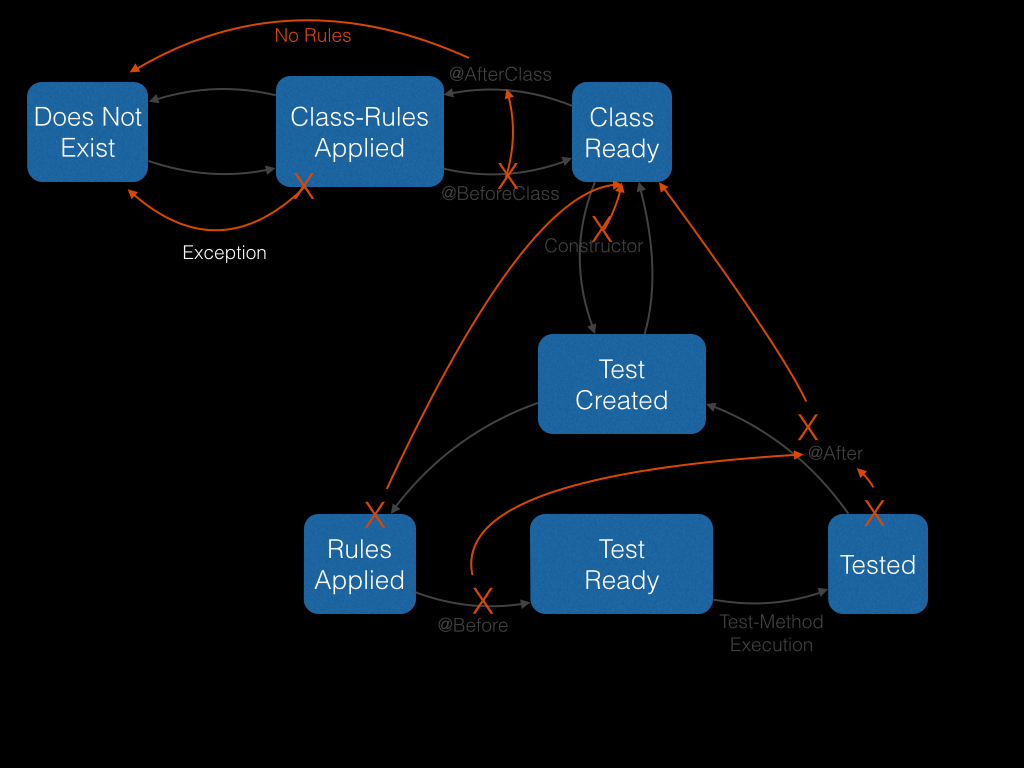 No Rules
@AfterClass
Does Not
Exist
Class-Rules
Applied
Class
Ready
X
X
@BeforeClass
X
Constructor
Exception
Test
Created
X
@After
X
X
Rules
Applied
Test
Ready
Tested
X
@Before
Test-Method
Execution